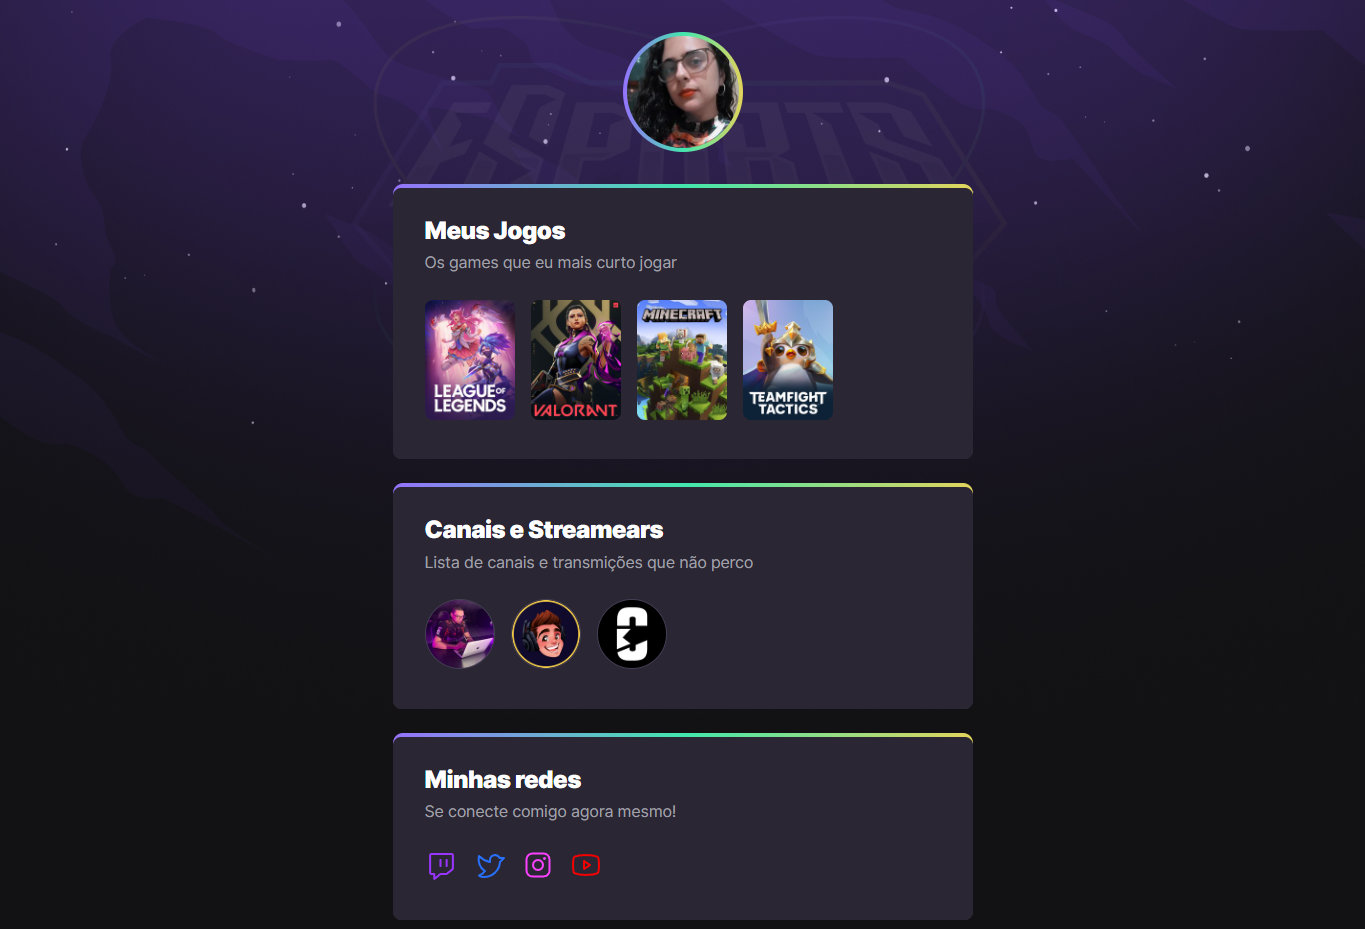 ESPORTS
Meus Jogos
Os games que eu mais curto jogar
LEAGUE OF
LEGENDS
VALORANT
MINECRAFT
TEAMFIGHT
TACTICS
Canais e Streamears
Lista de canais e transmições que não perco
Minhas redes
Se conecte comigo agora mesmo!